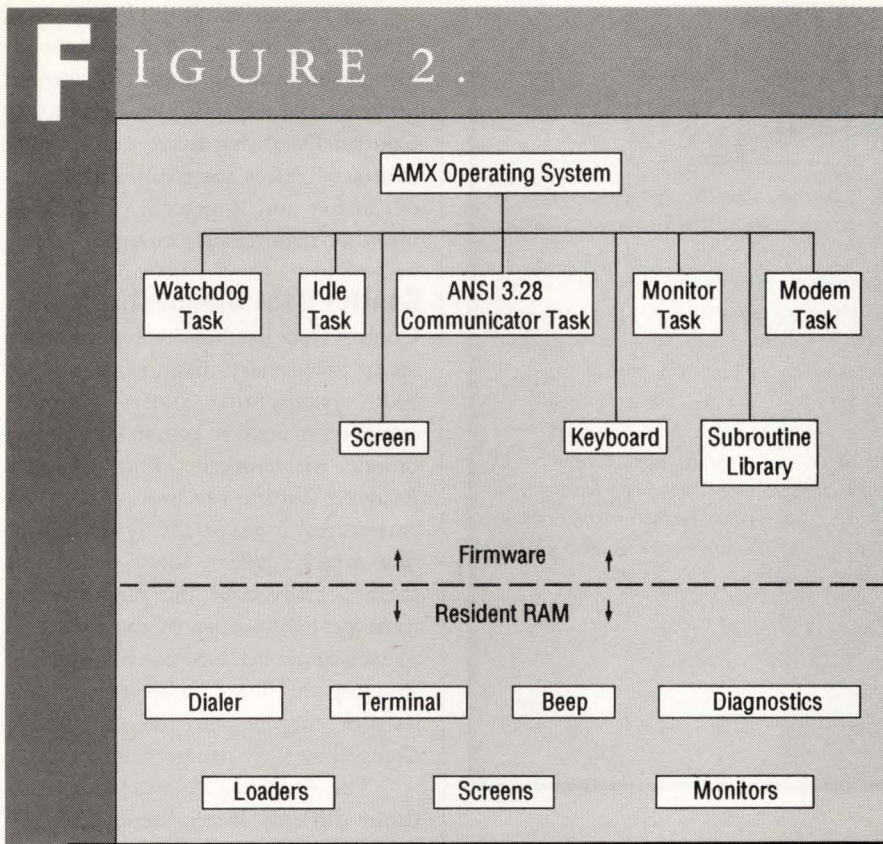 FIGURE 2.
AMX Operating System
Watchdog
Task
Idle
Task
ANSI 3.28
Communicator Task
Monitor
Task
Modem
Task
Screen
Keyboard
Subroutine
Library
Firmware
Resident RAM
Dialer
Terminal
Beep
Diagnostics
Loaders
Screens
Monitors